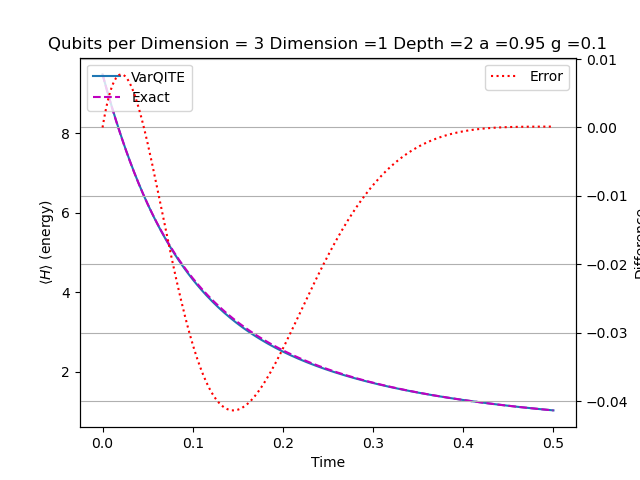 Qubits per Dimension = 3 Dimension =1 Depth =2 a =0.95 g =0.1
VarQITE
Exact
Error
8
6
4
2
⟨H⟩ (energy)
0.01
0.00
−0.01
−0.02
−0.03
−0.04
Difference
0.0
0.1
0.2
0.3
0.4
0.5
Time